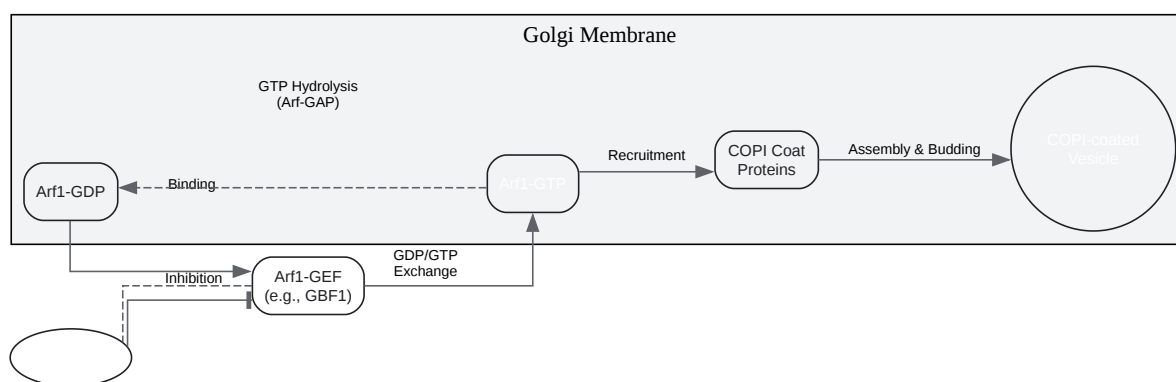 Golgi Membrane
GTP Hydrolysis
(Arf-GAP)
Arf1-GDP
Binding
Arf1-GTP
Recruitment
COPI Coat
Proteins
Assembly & Budding
COPI-coated
Vesicle
GDP/GTP
Exchange
Inhibition
Arf1-GEF
(e.g., GBF1)